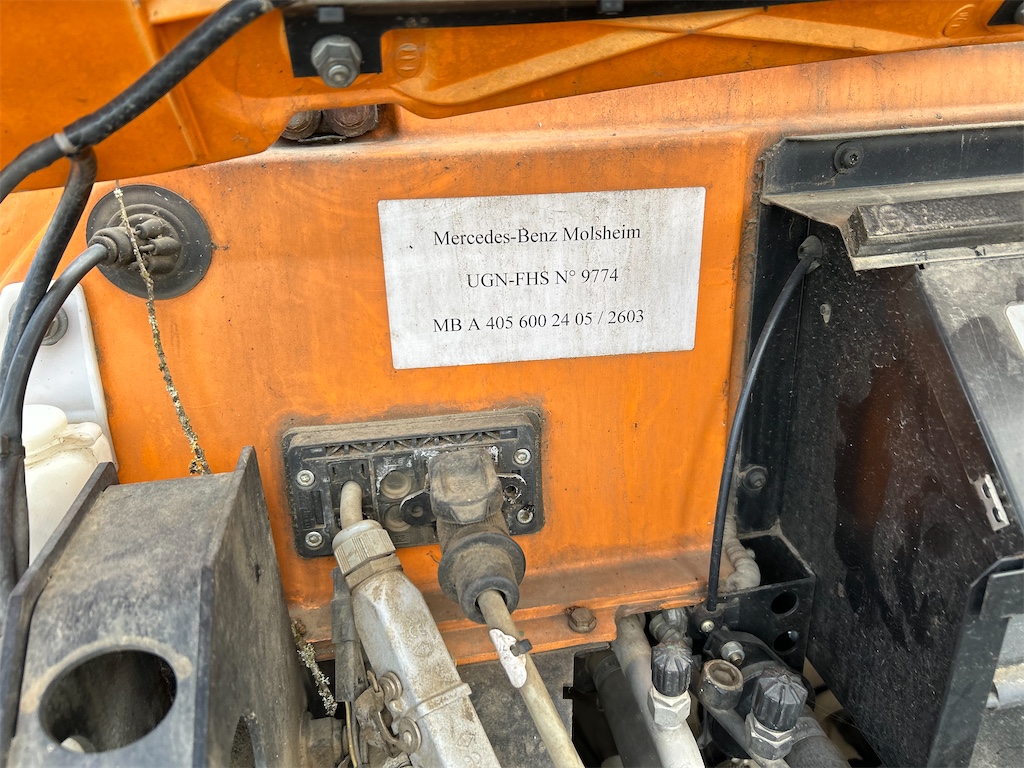 Mercedes-Benz Molsheim
UGN-FHS N° 9774
MB A 405 600 24 05 / 2603